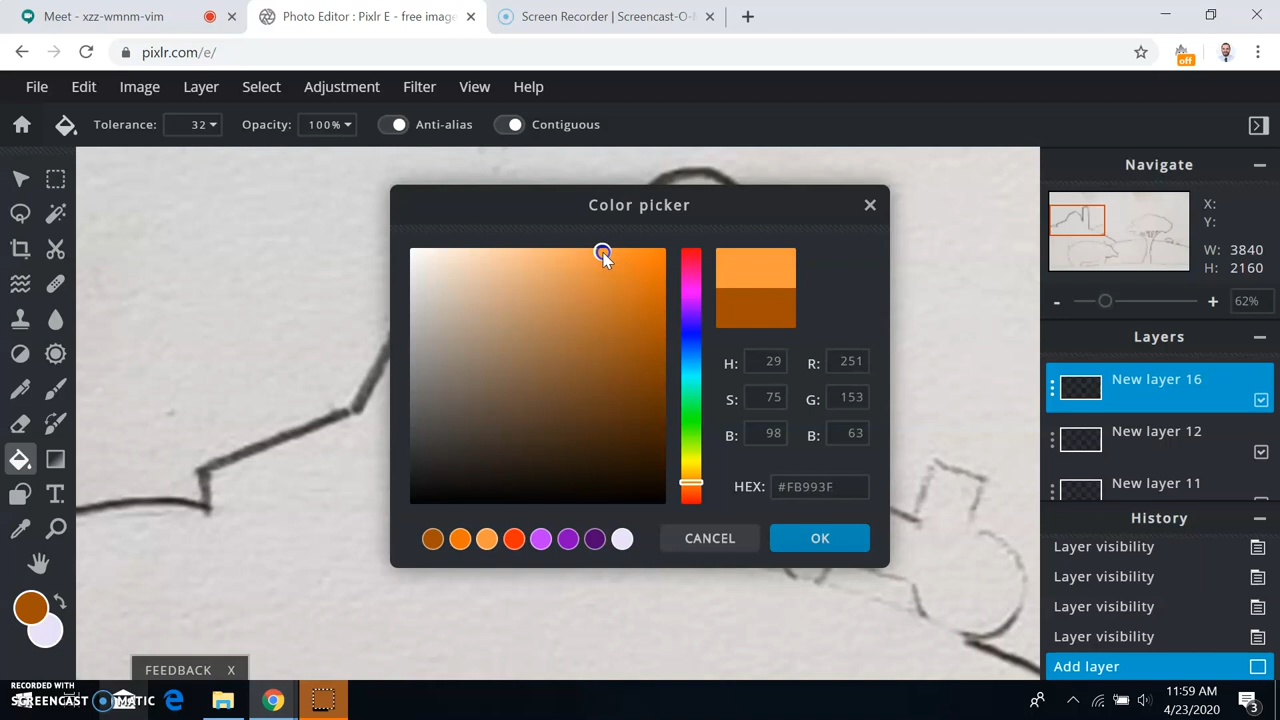 Meet - xzz-wmnm-vim
Photo Editor : Pixlr E - free image
Screen Recorder | Screencast-O-
pixlr.com/e/
off
File Edit Image Layer Select Adjustment Filter View Help
Tolerance: 32 Opacity: 100% Anti-alias Contiguous
Navigate
X:
Y:
W: 3840
H: 2160
62%
Color picker
H: 29 R: 251
S: 75 G: 153
B: 98 B: 63
HEX: #FB993F
CANCEL OK
Layers
New layer 16
New layer 12
New layer 11
History
Layer visibility
Layer visibility
Layer visibility
Layer visibility
Add layer
FEEDBACK X
RECORDED WITH
SCREENCAST MATIC
11:59 AM
4/23/2020
3